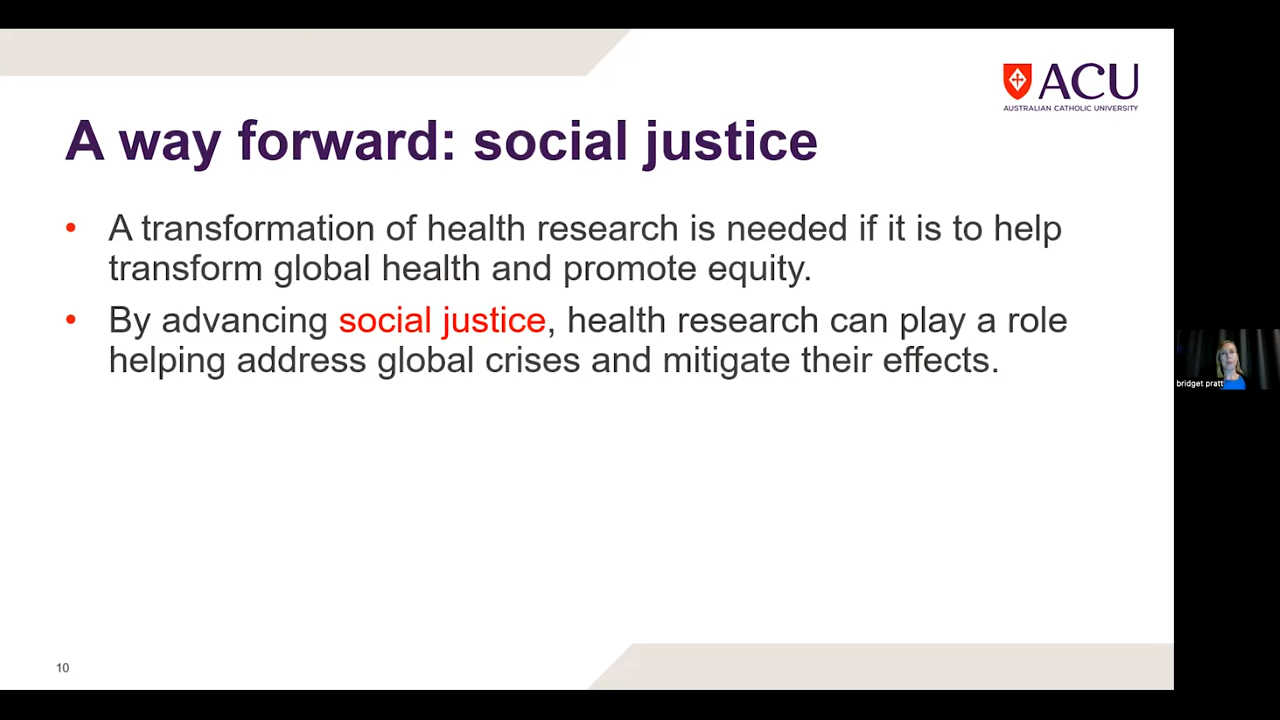 ACU
AUSTRALIAN CATHOLIC UNIVERSITY
A way forward: social justice
• A transformation of health research is needed if it is to help
transform global health and promote equity.
• By advancing social justice, health research can play a role
helping address global crises and mitigate their effects.
bridget pratt
10